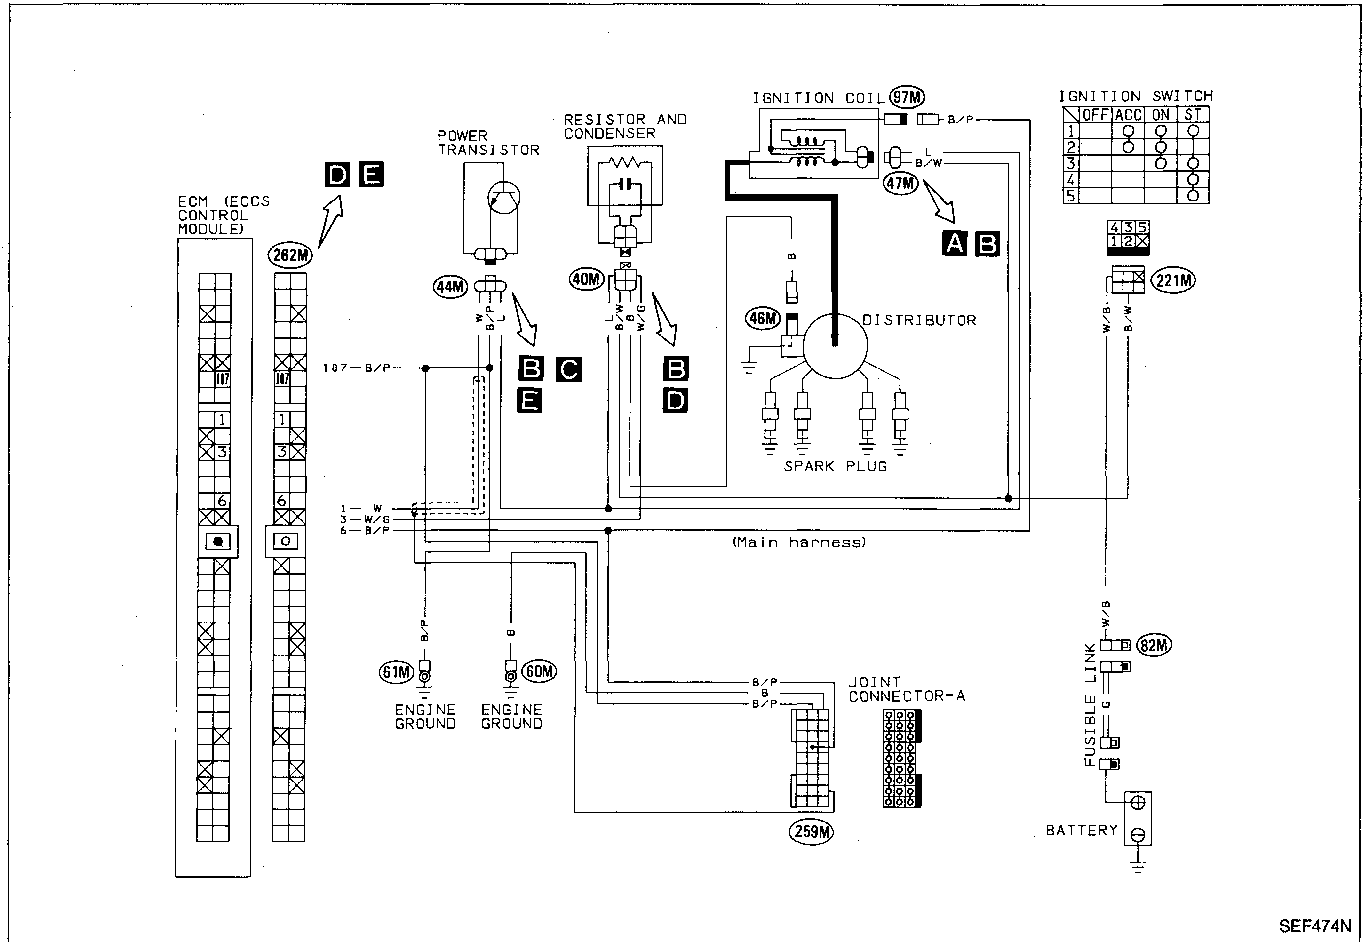 IGNITION COIL 97M
B/P
L
B/W
47M
A B
IGNITION SWITCH
OFF ACC ON ST
1
2
3
4
5
4 3 5
1 2
221M
W/B
B/W
RESISTOR AND
CONDENSER
40M
L
B/W
B
W/G
B
D
POWER
TRANSISTOR
44M
W
B/P
L
B C
E
D E
ECM (ECCS
CONTROL
MODULE)
262M
107
107
1
1
3
3
6
6
107 B/P
1 W
3 W/G
6 B/P
B
46M
DISTRIBUTOR
SPARK PLUG
(Main harness)
B/P
61M
ENGINE
GROUND
B
60M
ENGINE
GROUND
B/P
B
B/P
JOINT
CONNECTOR-A
259M
W/B
82M
FUSIBLE LINK
G
BATTERY
SEF474N